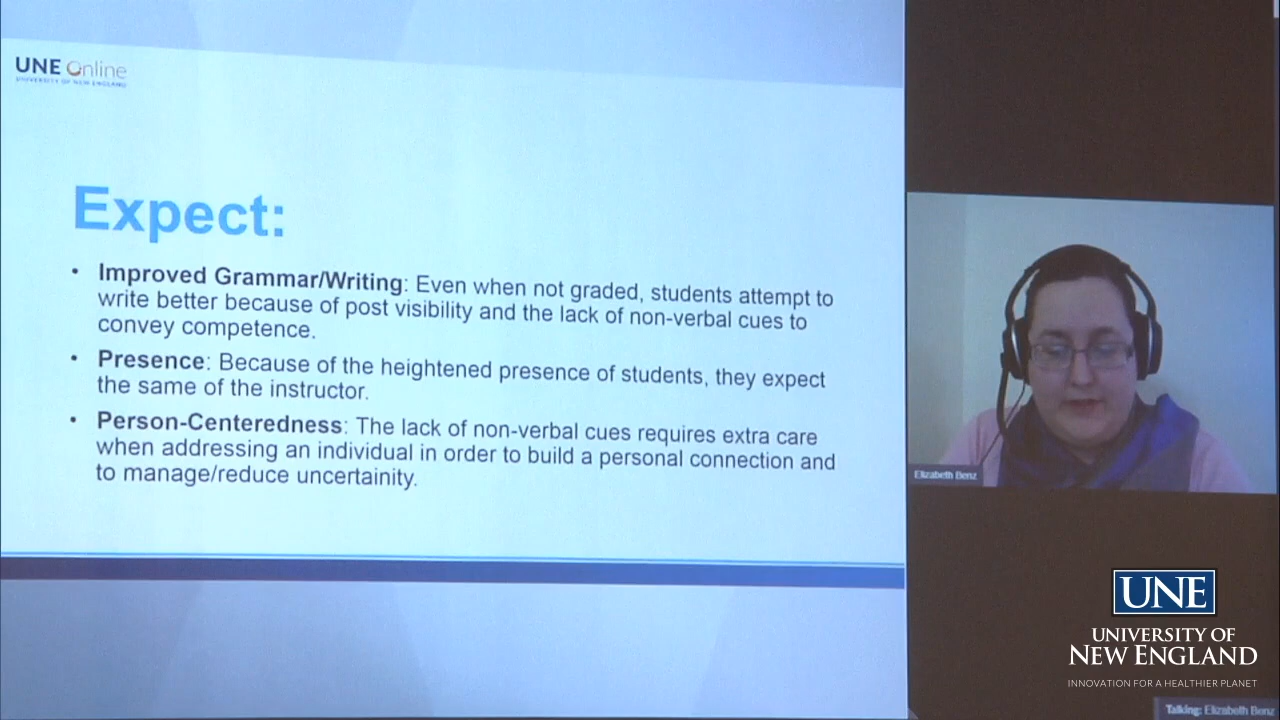 UNE Online
UNIVERSITY OF NEW ENGLAND
Expect:
• Improved Grammar/Writing: Even when not graded, students attempt to
write better because of post visibility and the lack of non-verbal cues to
convey competence.
• Presence: Because of the heightened presence of students, they expect
the same of the instructor.
• Person-Centeredness: The lack of non-verbal cues requires extra care
when addressing an individual in order to build a personal connection and
to manage/reduce uncertainity.
Elizabeth Benz
UNE
UNIVERSITY OF
NEW ENGLAND
INNOVATION FOR A HEALTHIER PLANET
Talking: Elizabeth Benz